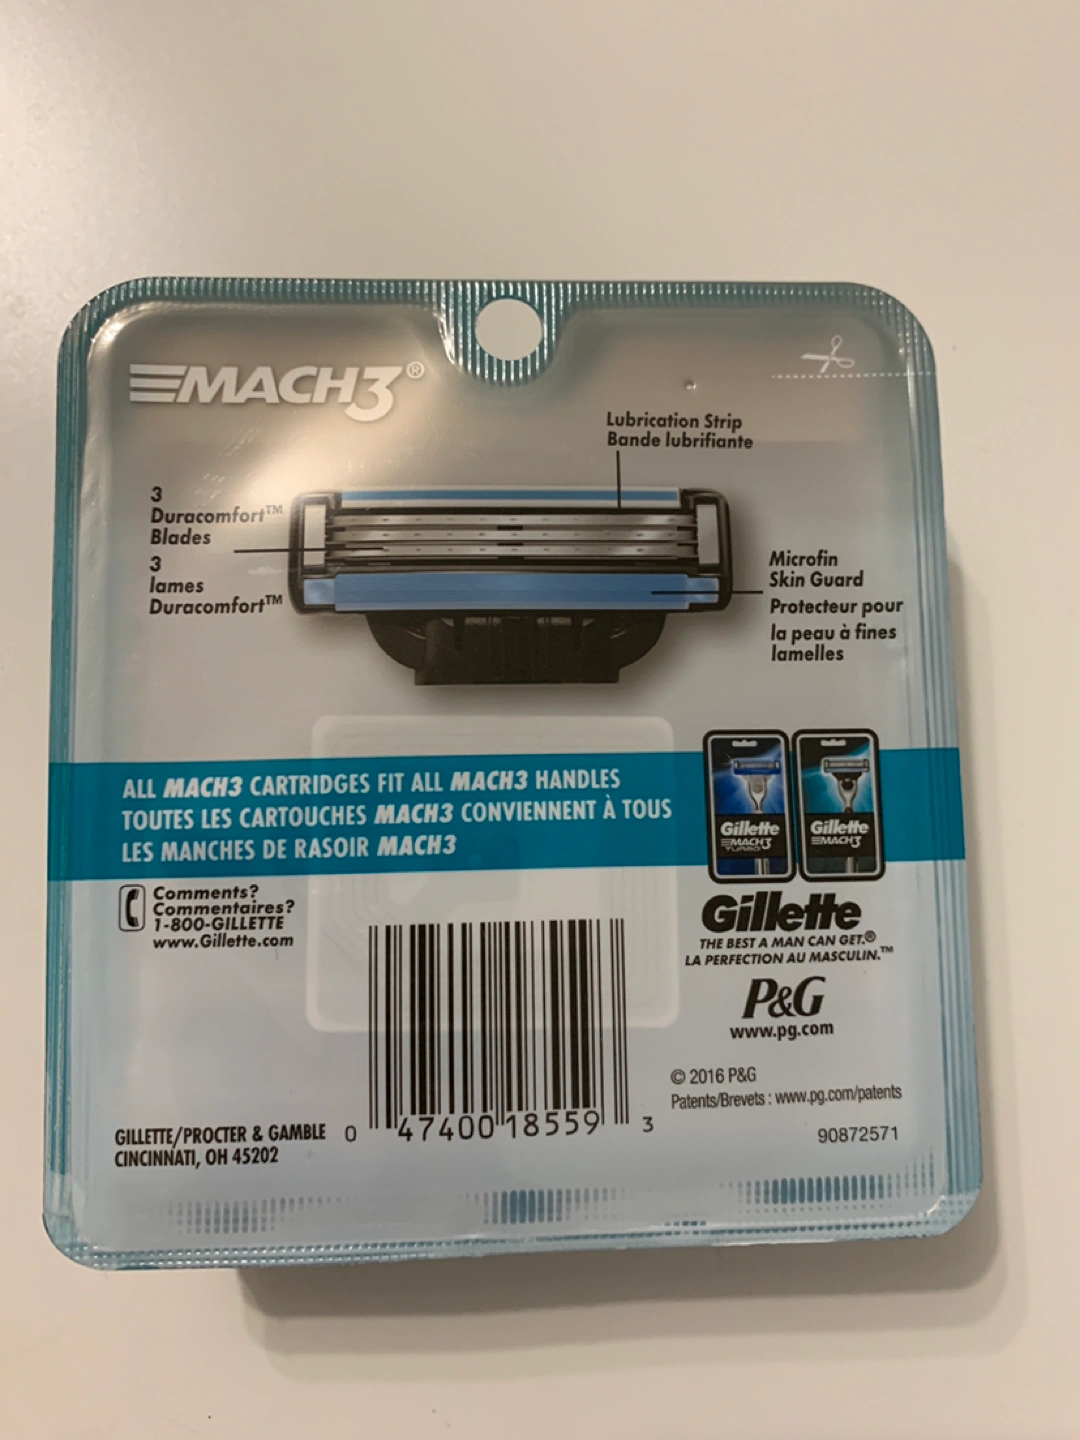 MACH3®
Lubrication Strip
Bande lubrifiante
3
Duracomfort™
Blades
3
lames
Duracomfort™
Microfin
Skin Guard
Protecteur pour
la peau à fines
lamelles
ALL MACH3 CARTRIDGES FIT ALL MACH3 HANDLES
TOUTES LES CARTOUCHES MACH3 CONVIENNENT À TOUS
LES MANCHES DE RASOIR MACH3
Gillette
MACH3
TURBO
Gillette
MACH3
Comments?
Commentaires?
1-800-GILLETTE
www.Gillette.com
Gillette
THE BEST A MAN CAN GET.®
LA PERFECTION AU MASCULIN.™
P&G
www.pg.com
© 2016 P&G
Patents/Brevets : www.pg.com/patents
90872571
GILLETTE/PROCTER & GAMBLE
CINCINNATI, OH 45202
0 47400 18559 3